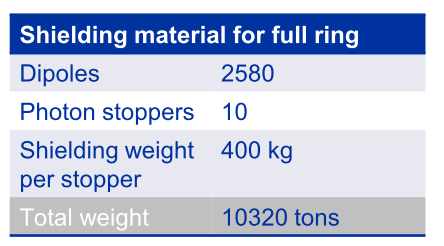 Shielding material for full ring
Dipoles 2580
Photon stoppers 10
Shielding weight 400 kg
per stopper
Total weight 10320 tons